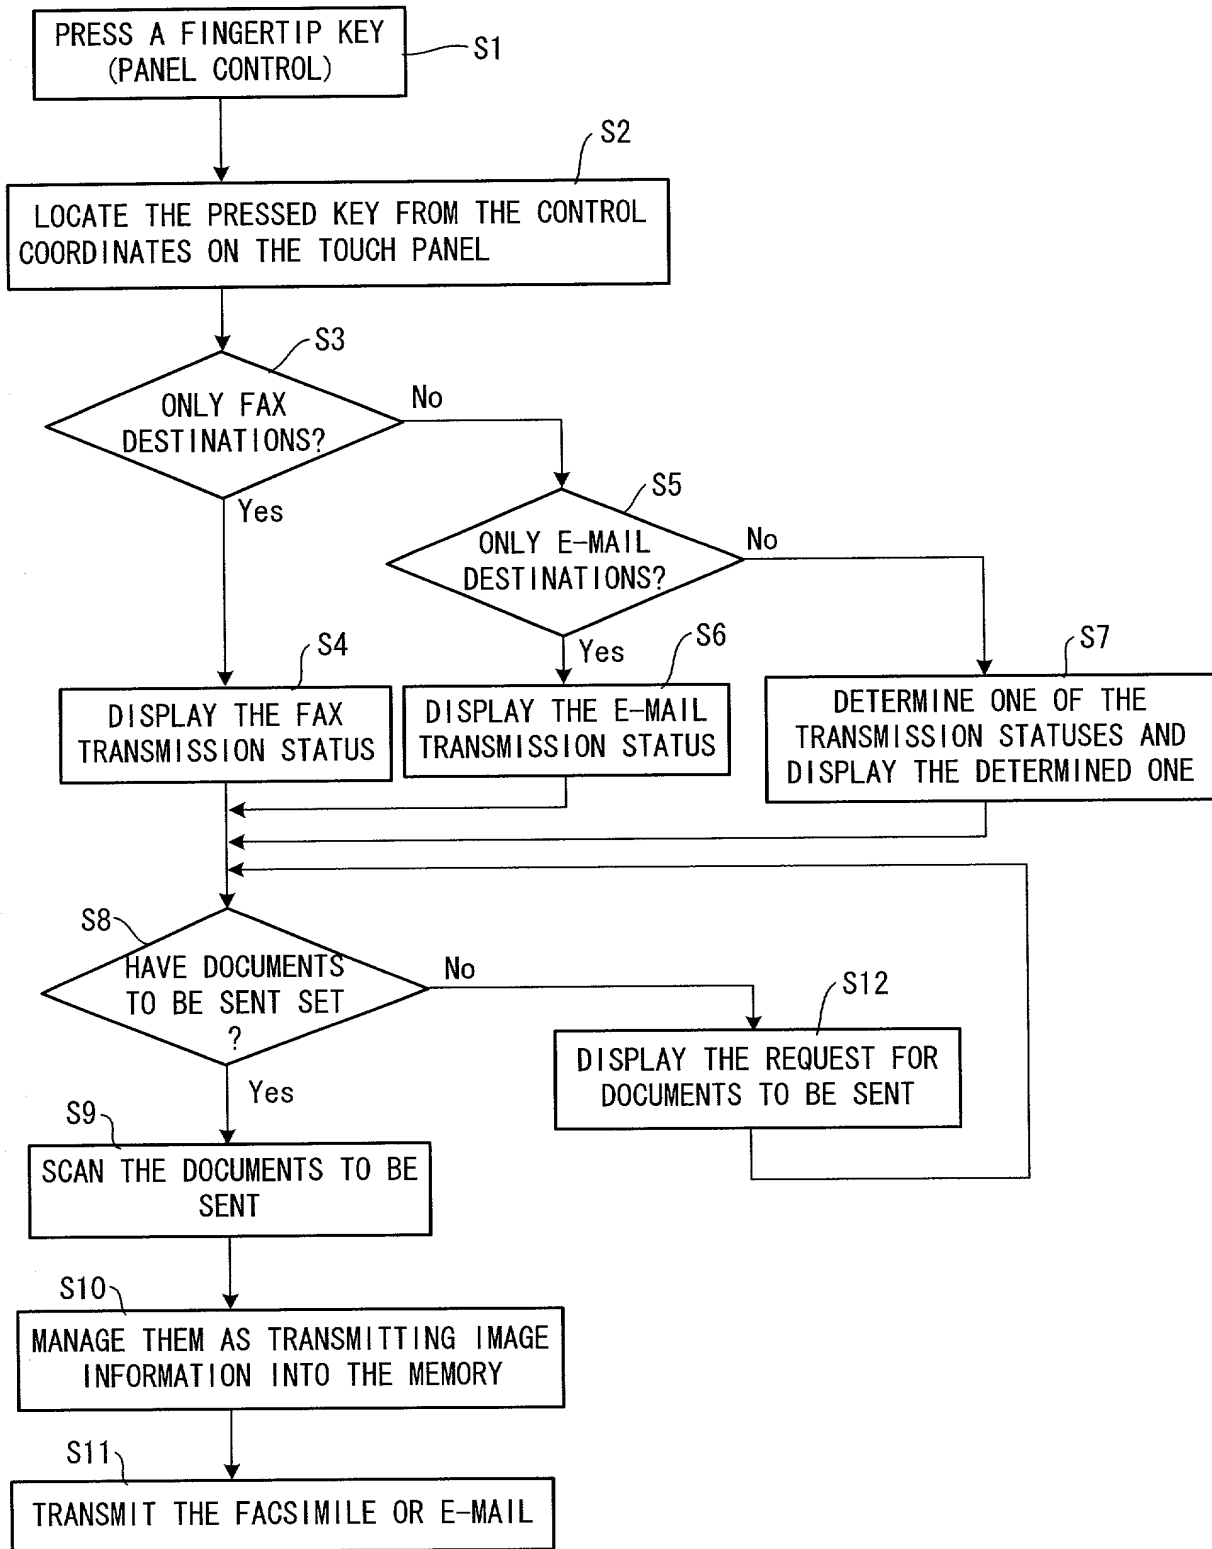 PRESS A FINGERTIP KEY
(PANEL CONTROL)
S1
S2
LOCATE THE PRESSED KEY FROM THE CONTROL
COORDINATES ON THE TOUCH PANEL
S3
ONLY FAX
DESTINATIONS?
No
Yes
S5
ONLY E-MAIL
DESTINATIONS?
No
Yes
S4
DISPLAY THE FAX
TRANSMISSION STATUS
S6
DISPLAY THE E-MAIL
TRANSMISSION STATUS
S7
DETERMINE ONE OF THE
TRANSMISSION STATUSES AND
DISPLAY THE DETERMINED ONE
S8
HAVE DOCUMENTS
TO BE SENT SET
?
No
Yes
S12
DISPLAY THE REQUEST FOR
DOCUMENTS TO BE SENT
S9
SCAN THE DOCUMENTS TO BE
SENT
S10
MANAGE THEM AS TRANSMITTING IMAGE
INFORMATION INTO THE MEMORY
S11
TRANSMIT THE FACSIMILE OR E-MAIL